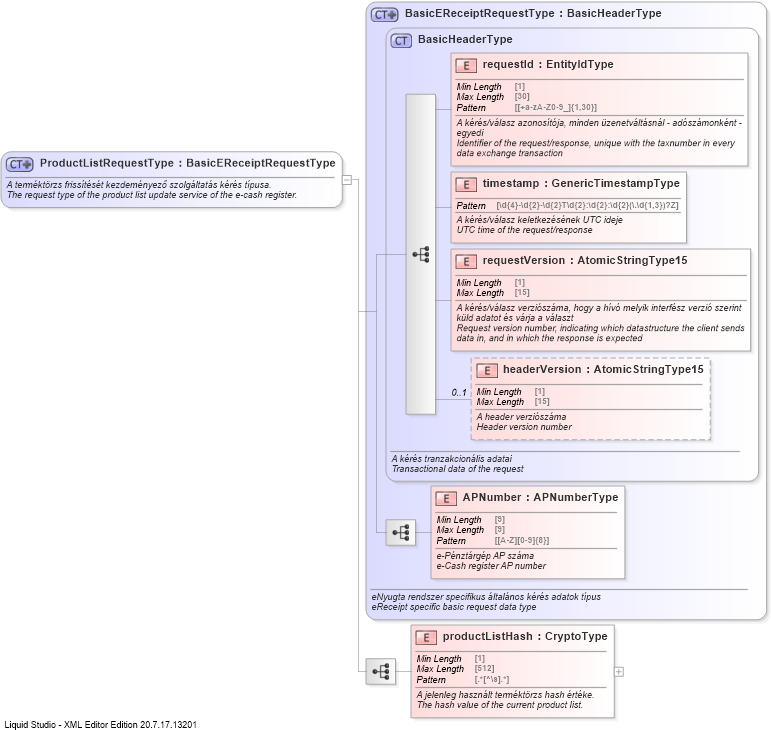 CT+ BasicEReceiptRequestType : BasicHeaderType
CT BasicHeaderType
E requestId : EntityIdType
Min Length [1]
Max Length [30]
Pattern [[+a-zA-Z0-9_]{1,30}]
A kérés/válasz azonosítója, minden üzenetváltásnál - adószámonként -
egyedi
Identifier of the request/response, unique with the taxnumber in every
data exchange transaction
CT+ ProductListRequestType : BasicEReceiptRequestType
A terméktörzs frissítését kezdeményező szolgáltatás kérés típusa.
The request type of the product list update service of the e-cash register.
E timestamp : GenericTimestampType
Pattern [\d{4}-\d{2}-\d{2}T\d{2}:\d{2}:\d{2}(\.\d{1,3})?Z]
A kérés/válasz keletkezésének UTC ideje
UTC time of the request/response
E requestVersion : AtomicStringType15
Min Length [1]
Max Length [15]
A kérés/válasz verziószáma, hogy a hívó melyik interfész verzió szerint
küld adatot és várja a választ
Request version number, indicating which datastructure the client sends
data in, and in which the response is expected
E headerVersion : AtomicStringType15
0..1
Min Length [1]
Max Length [15]
A header verziószáma
Header version number
A kérés tranzakcionális adatai
Transactional data of the request
E APNumber : APNumberType
Min Length [9]
Max Length [9]
Pattern [[A-Z][0-9]{8}]
e-Pénztárgép AP száma
e-Cash register AP number
eNyugta rendszer specifikus általános kérés adatok típus
eReceipt specific basic request data type
E productListHash : CryptoType
Min Length [1]
Max Length [512]
Pattern [.*[^\s].*]
A jelenleg használt terméktörzs hash értéke.
The hash value of the current product list.
Liquid Studio - XML Editor Edition 20.7.17.13201